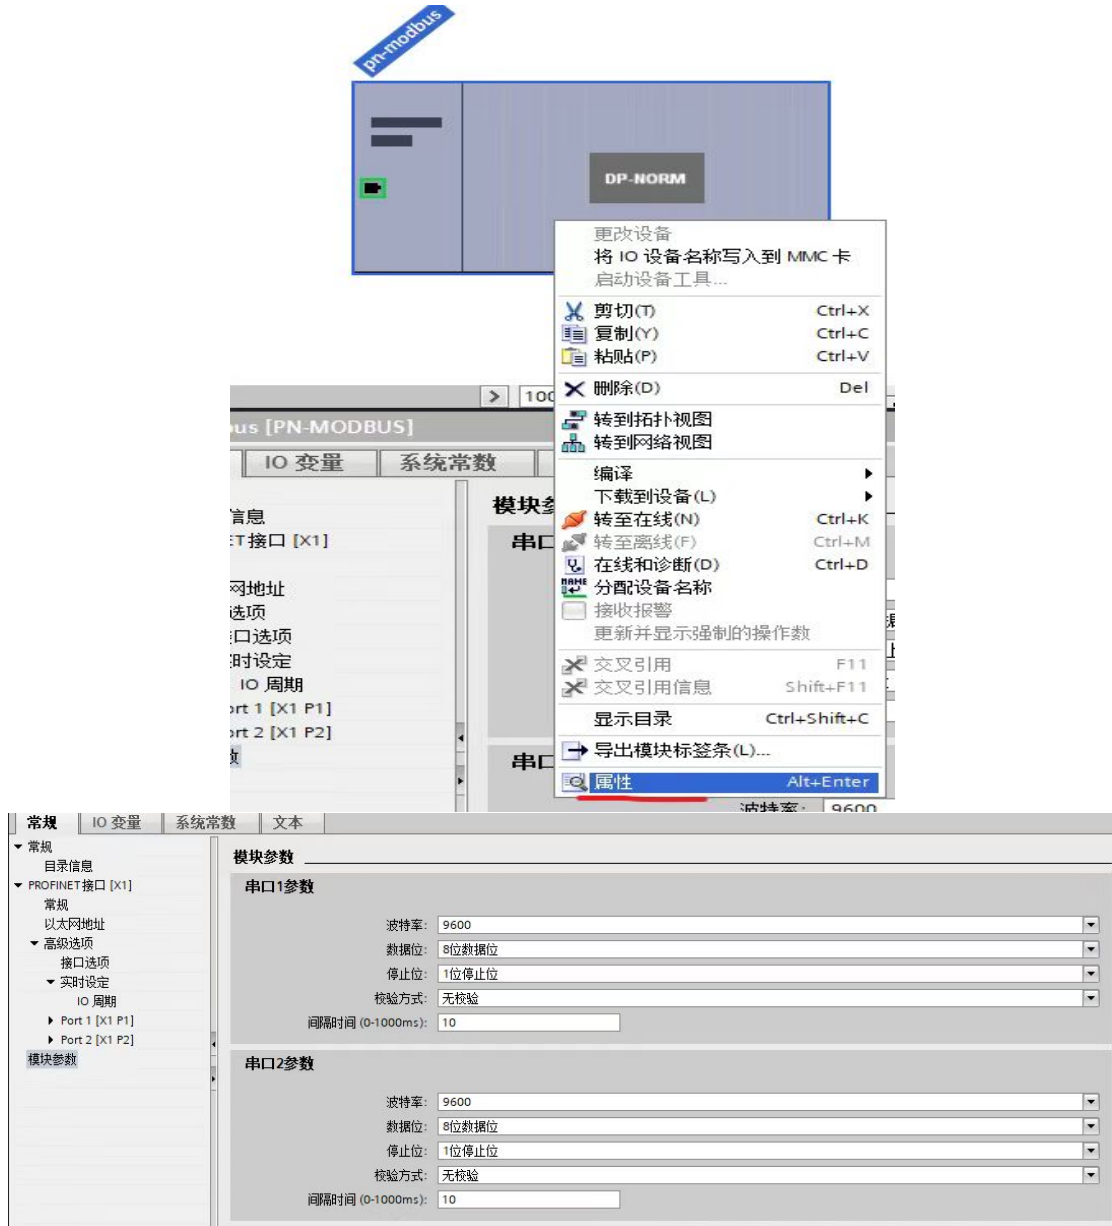 pn-modbus
DP-NORM
更改设备
将 IO 设备名称写入到 MMC 卡
启动设备工具...
剪切(T) Ctrl+X
复制(Y) Ctrl+C
粘贴(P) Ctrl+V
删除(D) Del
转到拓扑视图
转到网络视图
编译
下载到设备(L)
转至在线(N) Ctrl+K
转至离线(F) Ctrl+M
在线和诊断(D) Ctrl+D
分配设备名称
接收报警
更新并显示强制的操作数
交叉引用 F11
交叉引用信息 Shift+F11
显示目录 Ctrl+Shift+C
导出模块标签条(L)...
属性 Alt+Enter
> 100
us [PN-MODBUS]
IO 变量 系统常数
模块参
信息
ET接口 [X1]
串口
网地址
选项
口选项
时设定
IO 周期
ort 1 [X1 P1]
ort 2 [X1 P2]
数
串口
波特率: 9600
常规 IO 变量 系统常数 文本
常规
目录信息
PROFINET接口 [X1]
常规
以太网地址
高级选项
接口选项
实时设定
IO 周期
Port 1 [X1 P1]
Port 2 [X1 P2]
模块参数
模块参数
串口1参数
波特率: 9600
数据位: 8位数据位
停止位: 1位停止位
校验方式: 无校验
间隔时间 (0-1000ms): 10
串口2参数
波特率: 9600
数据位: 8位数据位
停止位: 1位停止位
校验方式: 无校验
间隔时间 (0-1000ms): 10